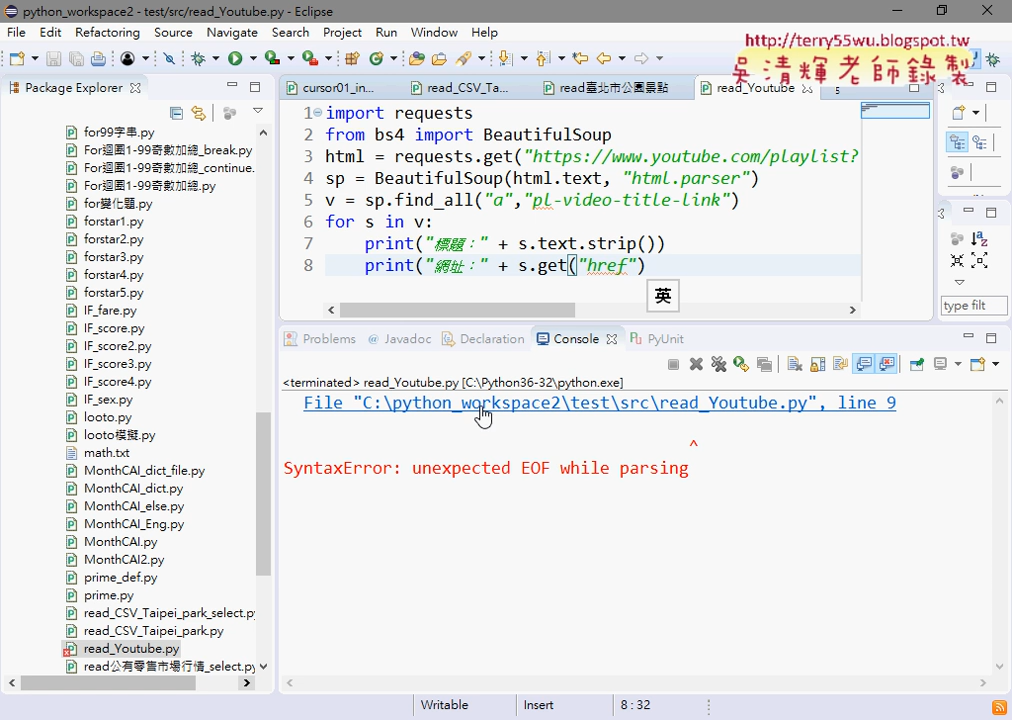 python_workspace2 - test/src/read_Youtube.py - Eclipse
File Edit Refactoring Source Navigate Search Project Run Window Help
http://terry55wu.blogspot.tw
吳清輝老師錄製
Package Explorer
cursor01_in...
read_CSV_Ta...
read臺北市公園景點
read_Youtube
5
for99字串.py
For迴圈1-99奇數加總_break.py
For迴圈1-99奇數加總_continue.
For迴圈1-99奇數加總.py
for變化題.py
forstar1.py
forstar2.py
forstar3.py
forstar4.py
forstar5.py
IF_fare.py
IF_score.py
IF_score2.py
IF_score3.py
IF_score4.py
IF_sex.py
looto.py
looto模擬.py
math.txt
MonthCAI_dict_file.py
MonthCAI_dict.py
MonthCAI_else.py
MonthCAI_Eng.py
MonthCAI.py
MonthCAI2.py
prime_def.py
prime.py
read_CSV_Taipei_park_select.py
read_CSV_Taipei_park.py
read_Youtube.py
read公有零售市場行情_select.py
1 import requests
2 from bs4 import BeautifulSoup
3 html = requests.get("https://www.youtube.com/playlist?
4 sp = BeautifulSoup(html.text, "html.parser")
5 v = sp.find_all("a","pl-video-title-link")
6 for s in v:
7 print("標題：" + s.text.strip())
8 print("網址：" + s.get("href")
英
type filt
Problems @ Javadoc Declaration Console PyUnit
<terminated> read_Youtube.py [C:\Python36-32\python.exe]
File "C:\python_workspace2\test\src\read_Youtube.py", line 9
^
SyntaxError: unexpected EOF while parsing
Writable Insert 8 : 32